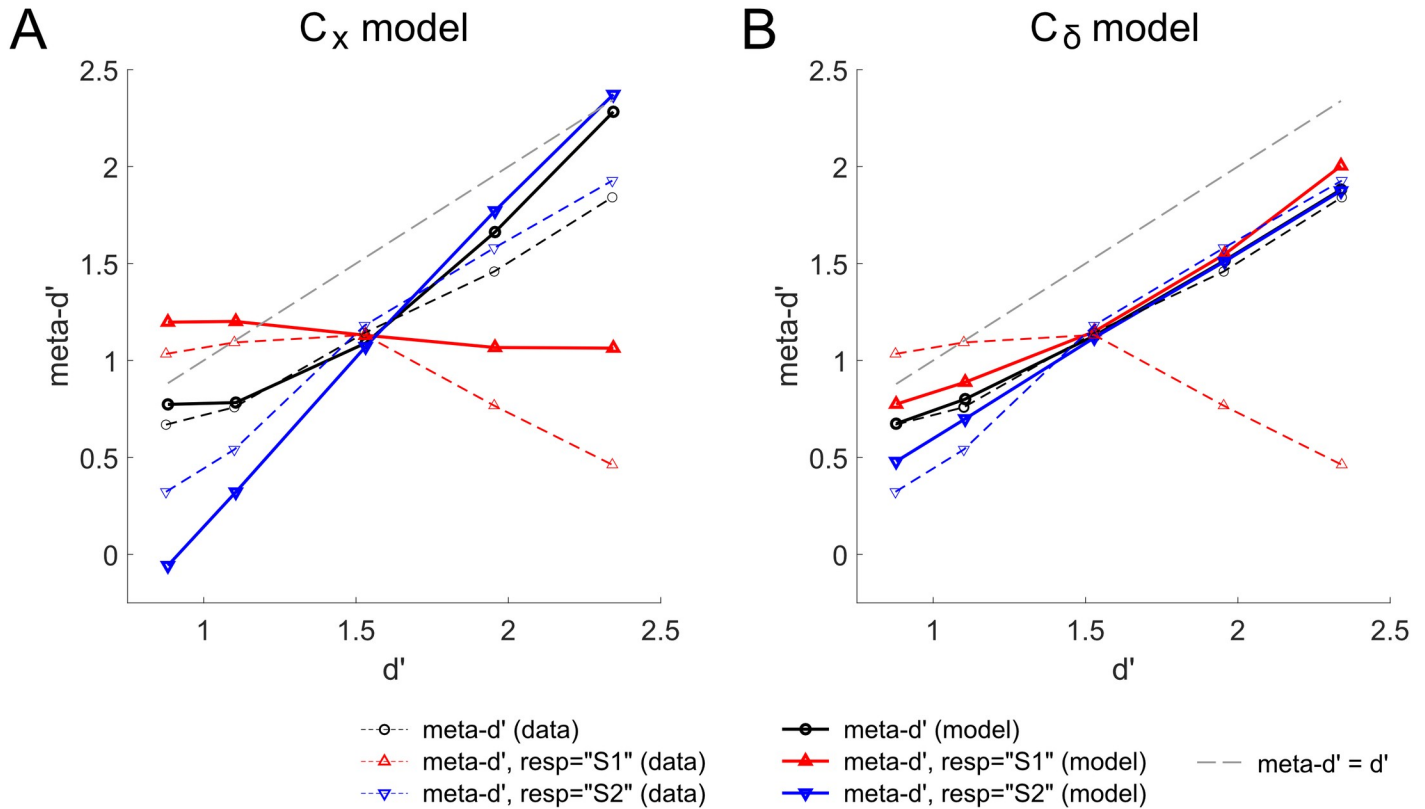 A
C x model
B
C δ model
2.5
2
1.5
1
0.5
0
meta-d'
1
1.5
2
2.5
d'
2.5
2
1.5
1
0.5
0
meta-d'
1
1.5
2
2.5
d'
meta-d' (data)
meta-d', resp="S1" (data)
meta-d', resp="S2" (data)
meta-d' (model)
meta-d', resp="S1" (model)
meta-d', resp="S2" (model)
meta-d' = d'